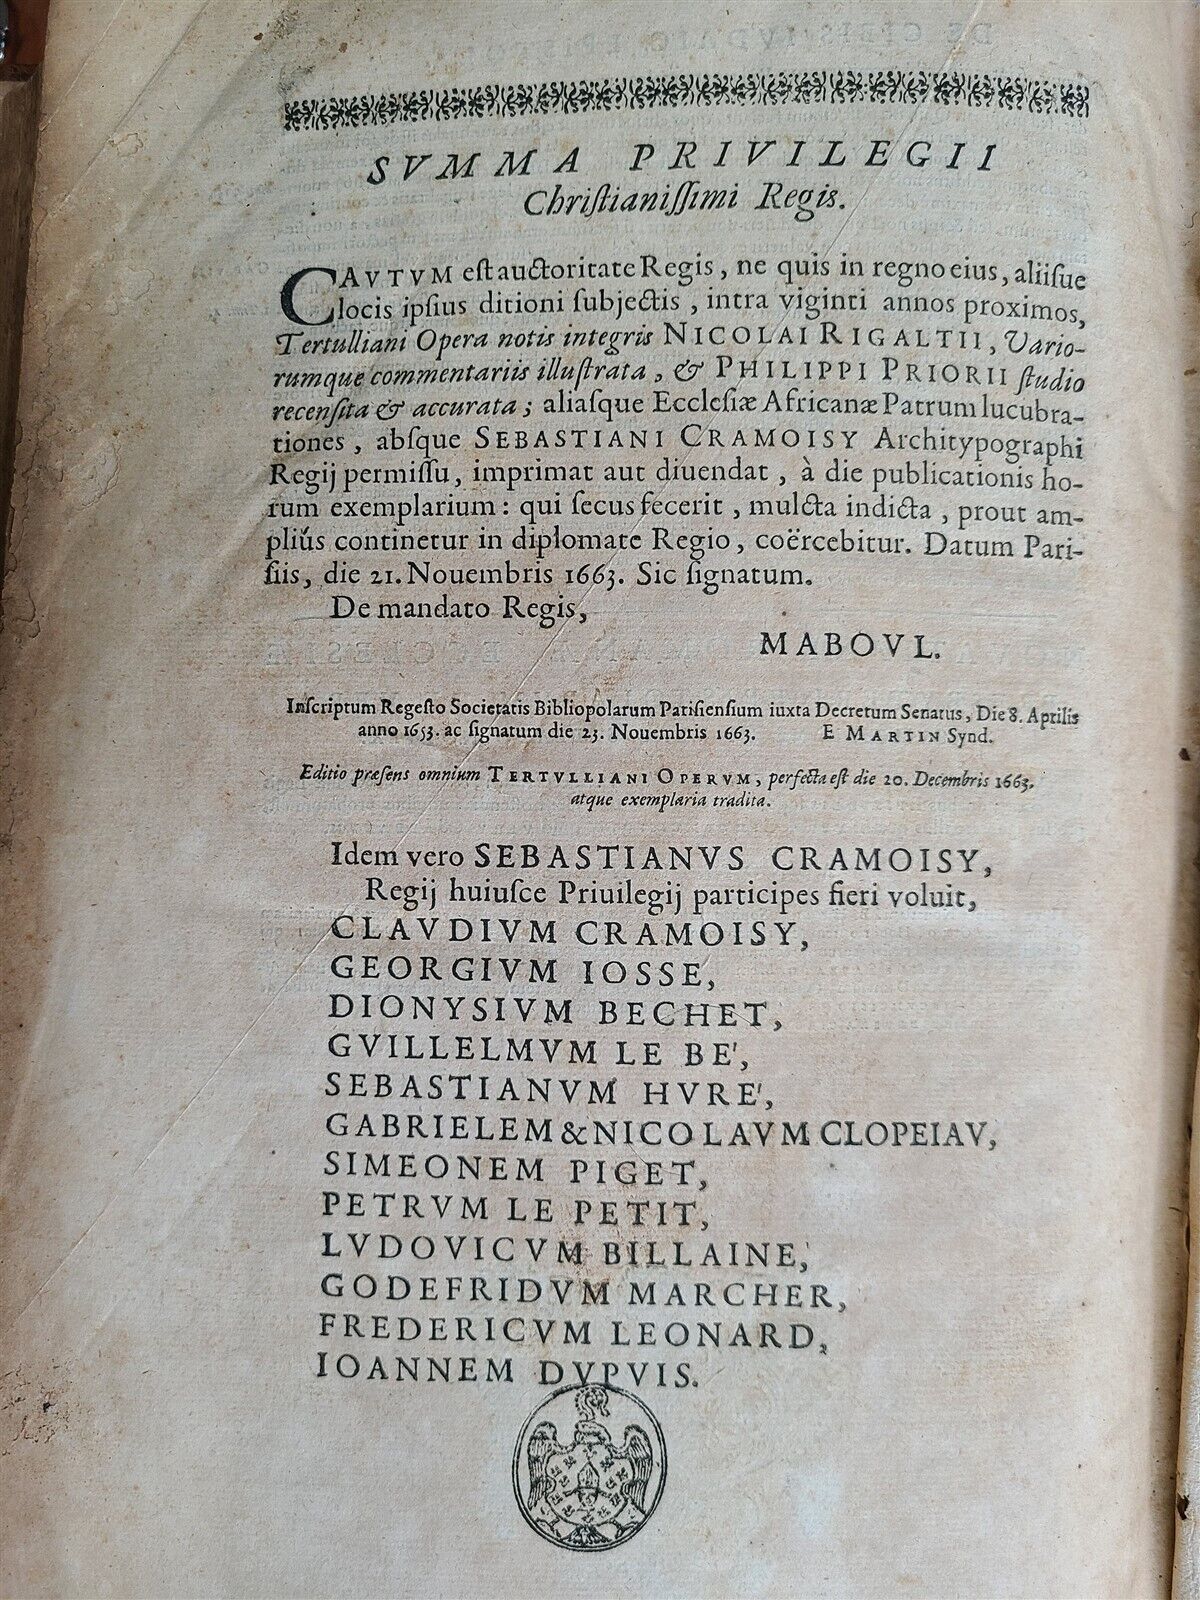 SVMMA PRIVILEGII
Chriſtianiſſimi Regis.
CAVTVM eſt auctoritate Regis, ne quis in regno eius, aliiſue
locis ipſius ditioni ſubjectis, intra viginti annos proximos,
Tertulliani Opera notis integris NICOLAI RIGALTII, Vario-
rumque commentariis illuſtrata, & PHILIPPI PRIORII ſtudio
recenſita & accurata; aliaſque Eccleſiæ Africanæ Patrum lucubra-
tiones, abſque SEBASTIANI CRAMOISY Architypographi
Regij permiſſu, imprimat aut diuendat, à die publicationis ho-
rum exemplarium: qui ſecus fecerit, mulcta indicta, prout am-
pliùs continetur in diplomate Regio, coërcebitur. Datum Pari-
ſiis, die 21. Nouembris 1663. Sic ſignatum.
De mandato Regis,
MABOVL.
Inſcriptum Regeſto Societatis Bibliopolarum Pariſienſium iuxta Decretum Senatus, Die 8. Aprilis
anno 1653. ac ſignatum die 23. Nouembris 1663. E MARTIN Synd.
Editio præſens omnium TERTVLLIANI OPERVM, perfecta eſt die 20. Decembris 1663.
atque exemplaria tradita.
Idem vero SEBASTIANVS CRAMOISY,
Regij huiuſce Priuilegij participes fieri voluit,
CLAVDIVM CRAMOISY,
GEORGIVM IOSSE,
DIONYSIVM BECHET,
GVILLELMVM LE BE',
SEBASTIANVM HVRE',
GABRIELEM & NICOLAVM CLOPEIAV,
SIMEONEM PIGET,
PETRVM LE PETIT,
LVDOVICVM BILLAINE,
GODEFRIDVM MARCHER,
FREDERICVM LEONARD,
IOANNEM DVPVIS.